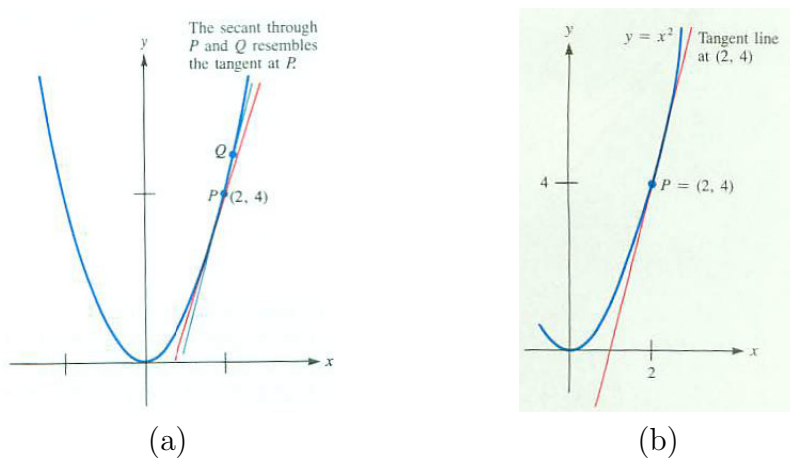 The secant through
P and Q resembles
the tangent at P.
y
Q
P (2, 4)
x
(a)
y
y = x²
Tangent line
at (2, 4)
4
P = (2, 4)
x
2
(b)